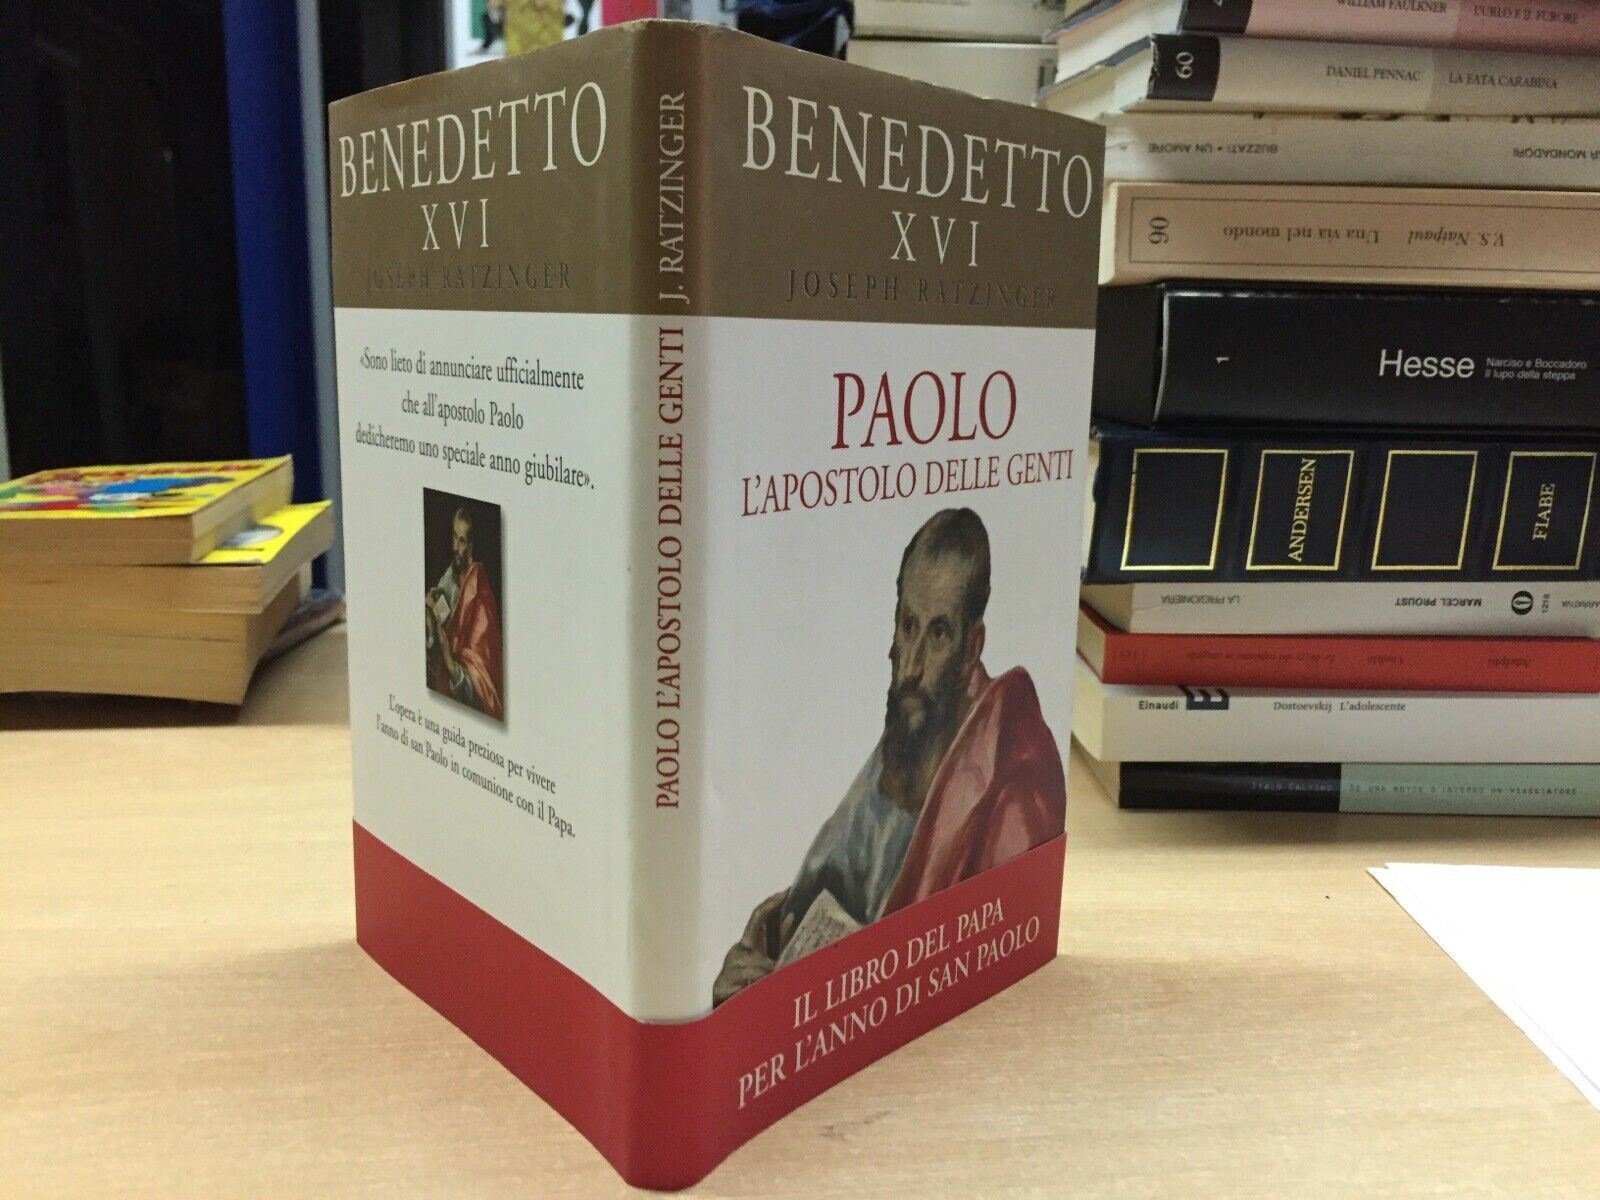 BENEDETTO
XVI
JOSEPH RATZINGER
«Sono lieto di annunciare ufficialmente
che all'apostolo Paolo
dedicheremo uno speciale anno giubilare».
L'opera è una guida preziosa per vivere
l'anno di san Paolo in comunione con il Papa.
PAOLO L'APOSTOLO DELLE GENTI J. RATZINGER
BENEDETTO
XVI
JOSEPH RATZINGER
PAOLO
L'APOSTOLO DELLE GENTI
IL LIBRO DEL PAPA
PER L'ANNO DI SAN PAOLO
WILLIAM FAULKNER L'URLO E IL FURORE
60 DANIEL PENNAC LA FATA CARABINA
BUZZATI • UN AMORE MONDADORI
90 V.S. Naipaul Una via nel mondo
1 Hesse Narciso e Boccadoro
Il lupo della steppa
ANDERSEN FIABE
LA PRIGIONIERA MARCEL PROUST 1218
Adelphi
Einaudi Dostoevskij L'adolescente
ITALO CALVINO SE UNA NOTTE D'INVERNO UN VIAGGIATORE